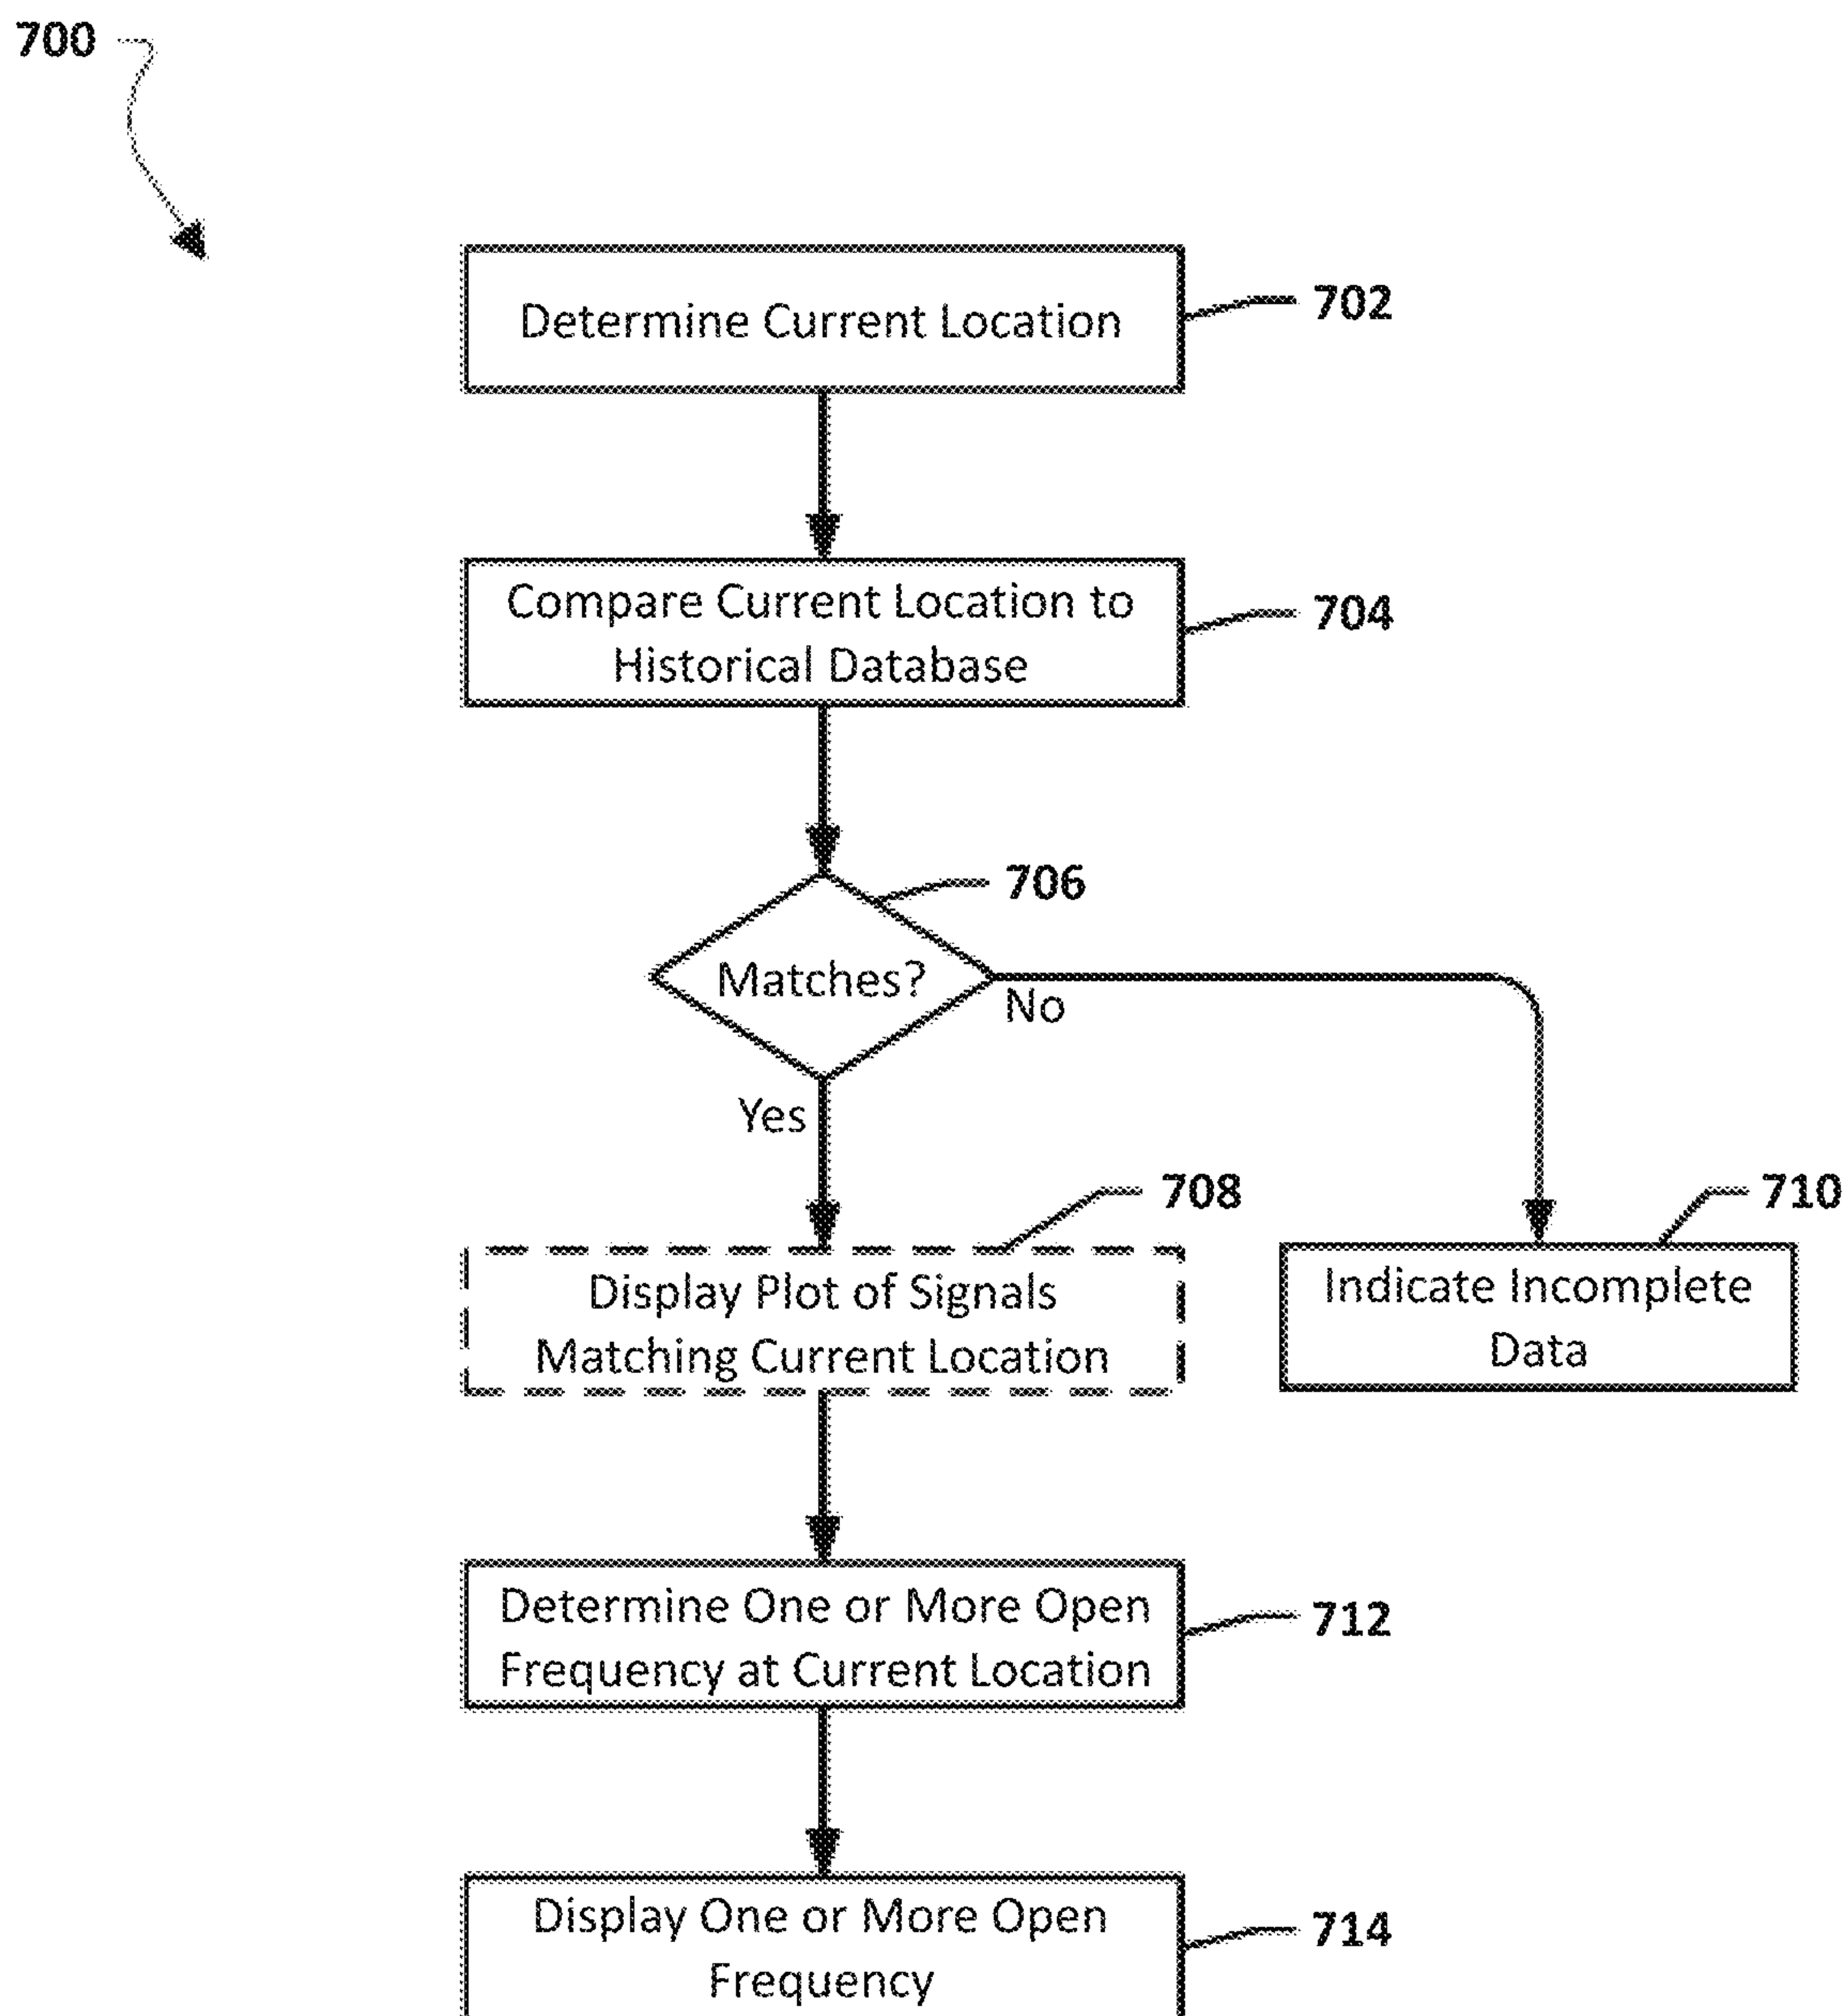 700
Determine Current Location
702
Compare Current Location to
Historical Database
704
706
Matches?
No
Yes
708
710
Display Plot of Signals
Matching Current Location
Indicate Incomplete
Data
Determine One or More Open
Frequency at Current Location
712
Display One or More Open
Frequency
714